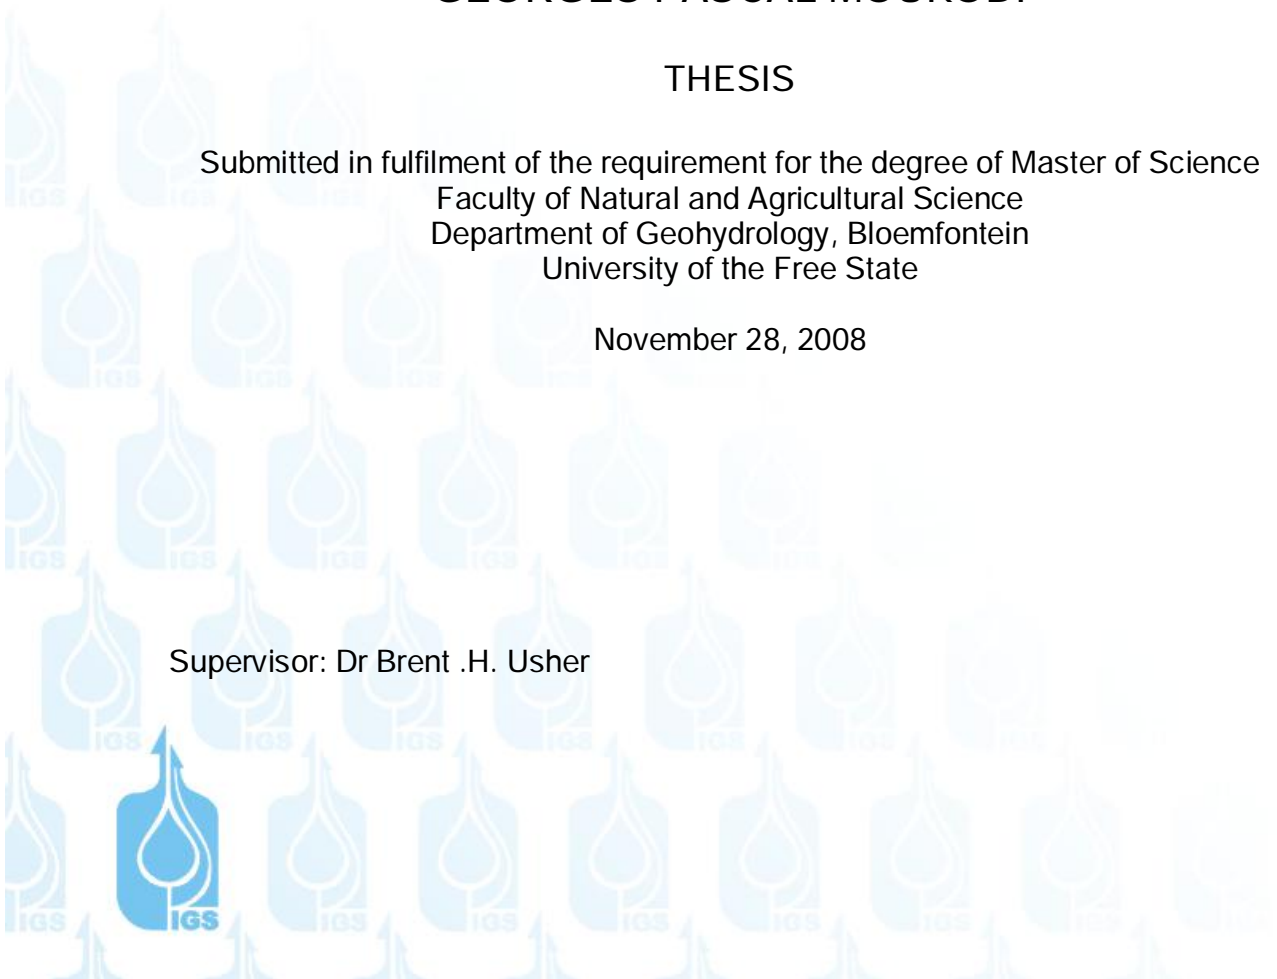 THESIS
Submitted in fulfilment of the requirement for the degree of Master of Science
Faculty of Natural and Agricultural Science
Department of Geohydrology, Bloemfontein
University of the Free State
November 28, 2008
Supervisor: Dr Brent .H. Usher
IGS